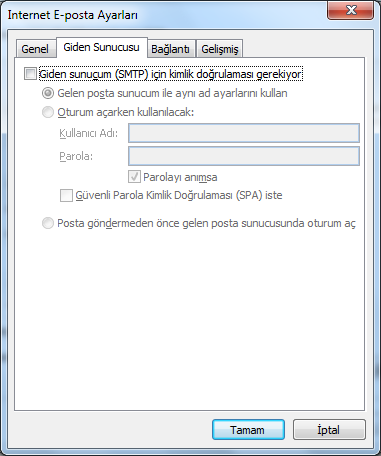 Internet E-posta Ayarları
Genel Giden Sunucusu Bağlantı Gelişmiş
Giden sunucum (SMTP) için kimlik doğrulaması gerekiyor
Gelen posta sunucum ile aynı ad ayarlarını kullan
Oturum açarken kullanılacak:
Kullanıcı Adı:
Parola:
Parolayı anımsa
Güvenli Parola Kimlik Doğrulaması (SPA) iste
Posta göndermeden önce gelen posta sunucusunda oturum aç
Tamam İptal